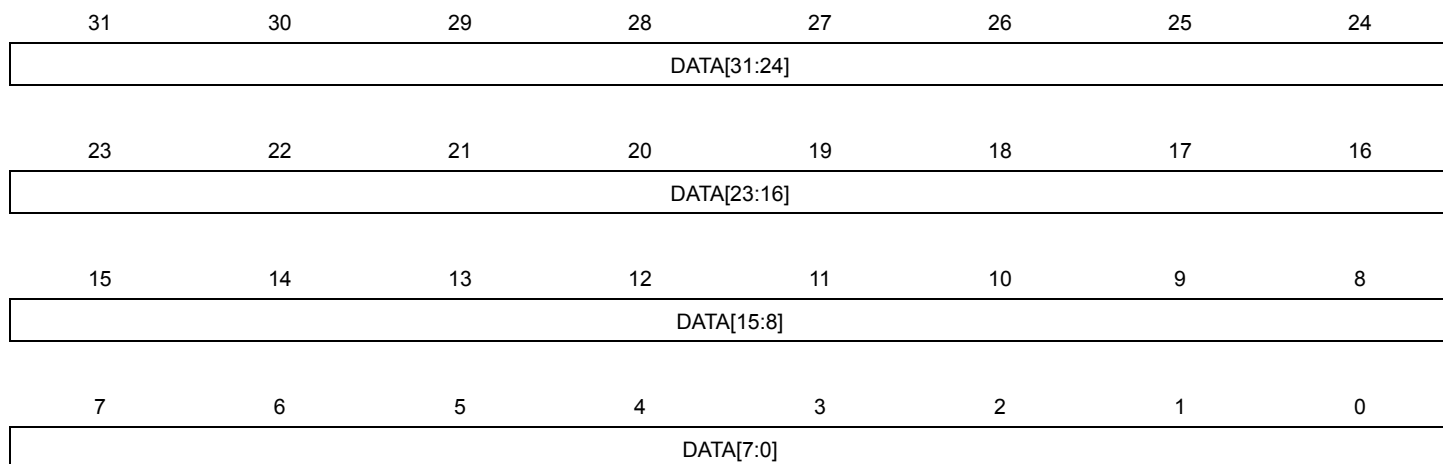 31 30 29 28 27 26 25 24
DATA[31:24]
23 22 21 20 19 18 17 16
DATA[23:16]
15 14 13 12 11 10 9 8
DATA[15:8]
7 6 5 4 3 2 1 0
DATA[7:0]